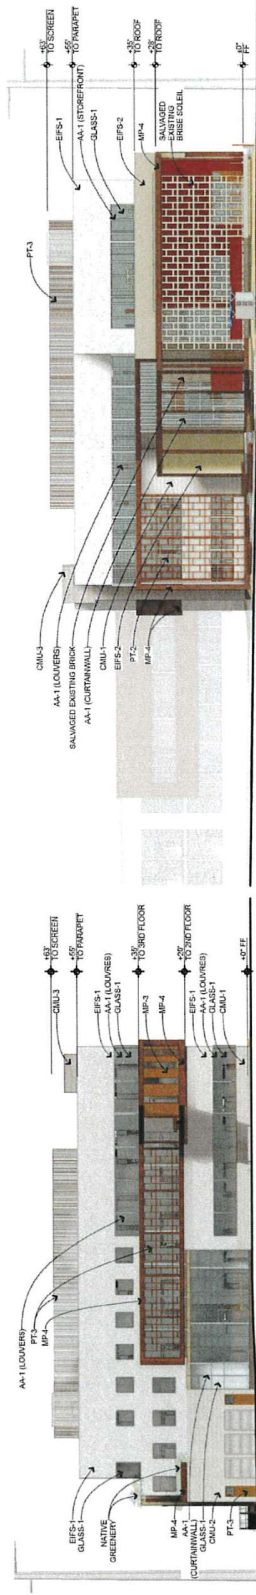 +63'
TO SCREEN
+55'
TO PARAPET
EIFS-1
AA-1 (STOREFRONT)
GLASS-1
+35'
TO ROOF
EIFS-2
MP-4
+28'
TO ROOF
SALVAGED
EXISTING
BRISE SOLEIL
±0"
FF
PT-3
CMU-3
AA-1 (LOUVERS)
SALVAGED EXISTING BRICK
AA-1 (CURTAINWALL)
CMU-1
EIFS-2
PT-2
MP-4
+63'
TO SCREEN
CMU-3
+55'
TO PARAPET
EIFS-1
AA-1 (LOUVRES)
GLASS-1
+35'
TO 3RD FLOOR
MP-3
MP-4
TO 2ND FLOOR
EIFS-1
AA-1 (LOUVRES)
GLASS-1
CMU-1
FF
AA-1 (LOUVERS)
PT-3
MP-4
EIFS-1
GLASS-1
NATIVE
GREENERY
MP-4
AA-1
(CURTAINWALL)
GLASS-1
CMU-2
PT-3